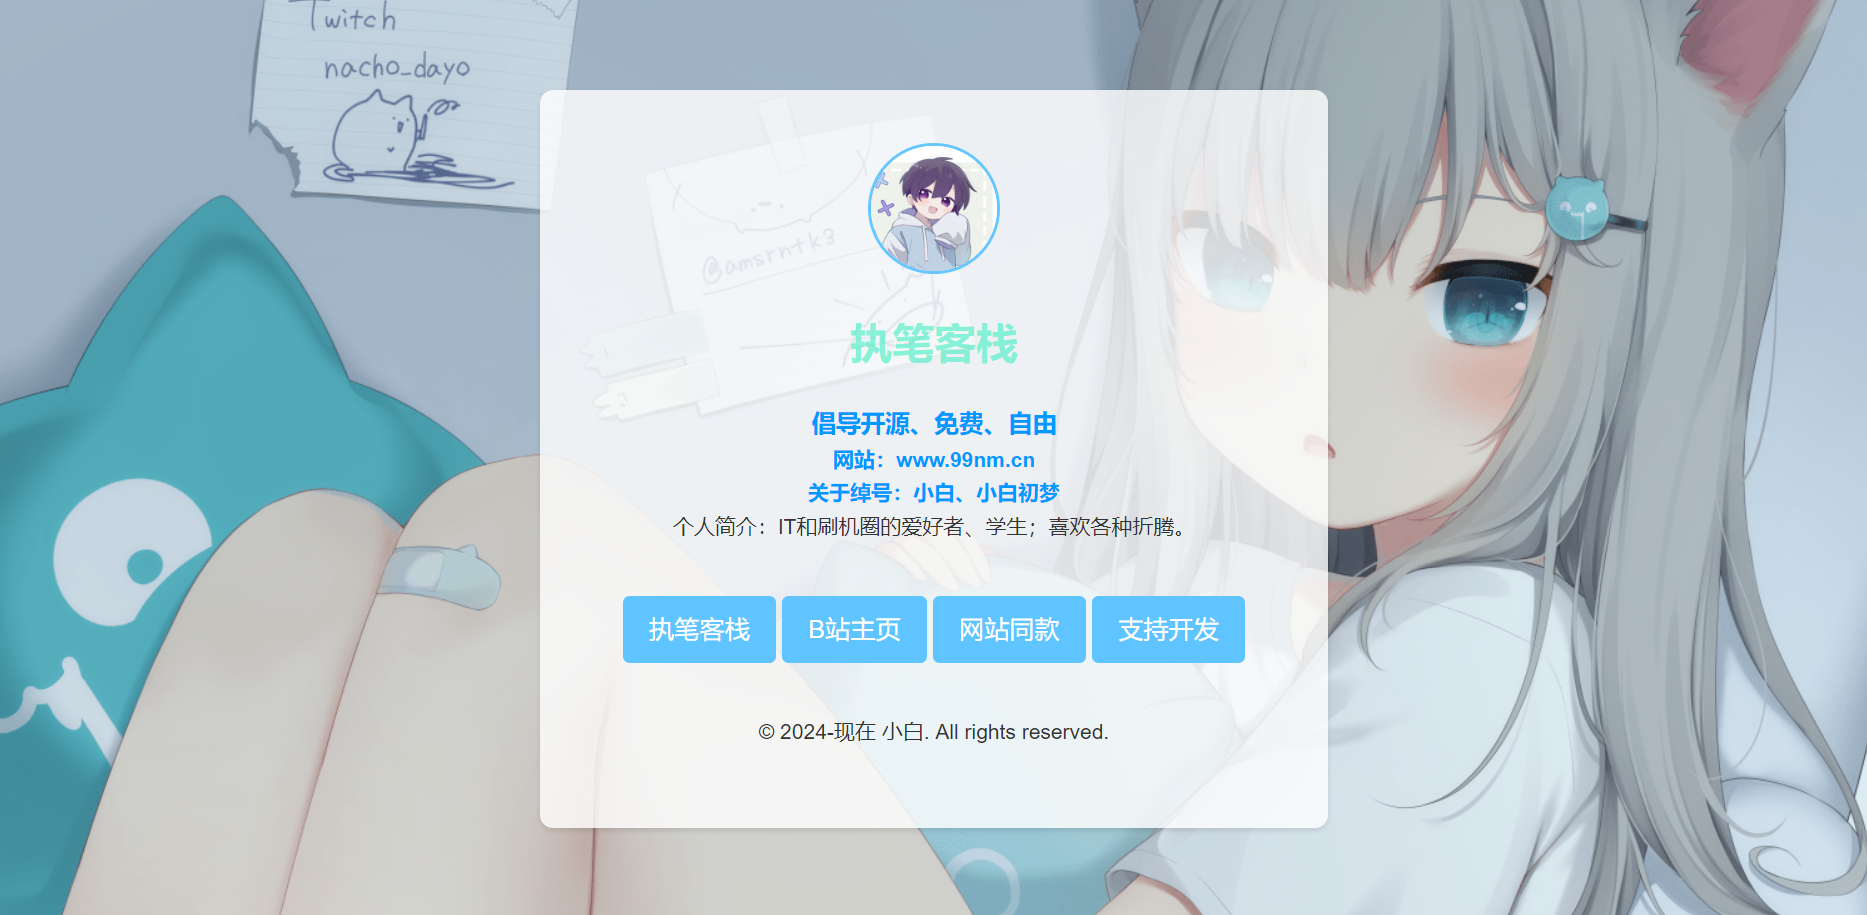 Twitch
nacho_dayo
@amsrntk3
执笔客栈
倡导开源、免费、自由
网站：www.99nm.cn
关于绰号：小白、小白初梦
个人简介：IT和刷机圈的爱好者、学生；喜欢各种折腾。
执笔客栈 B站主页 网站同款 支持开发
© 2024-现在 小白. All rights reserved.